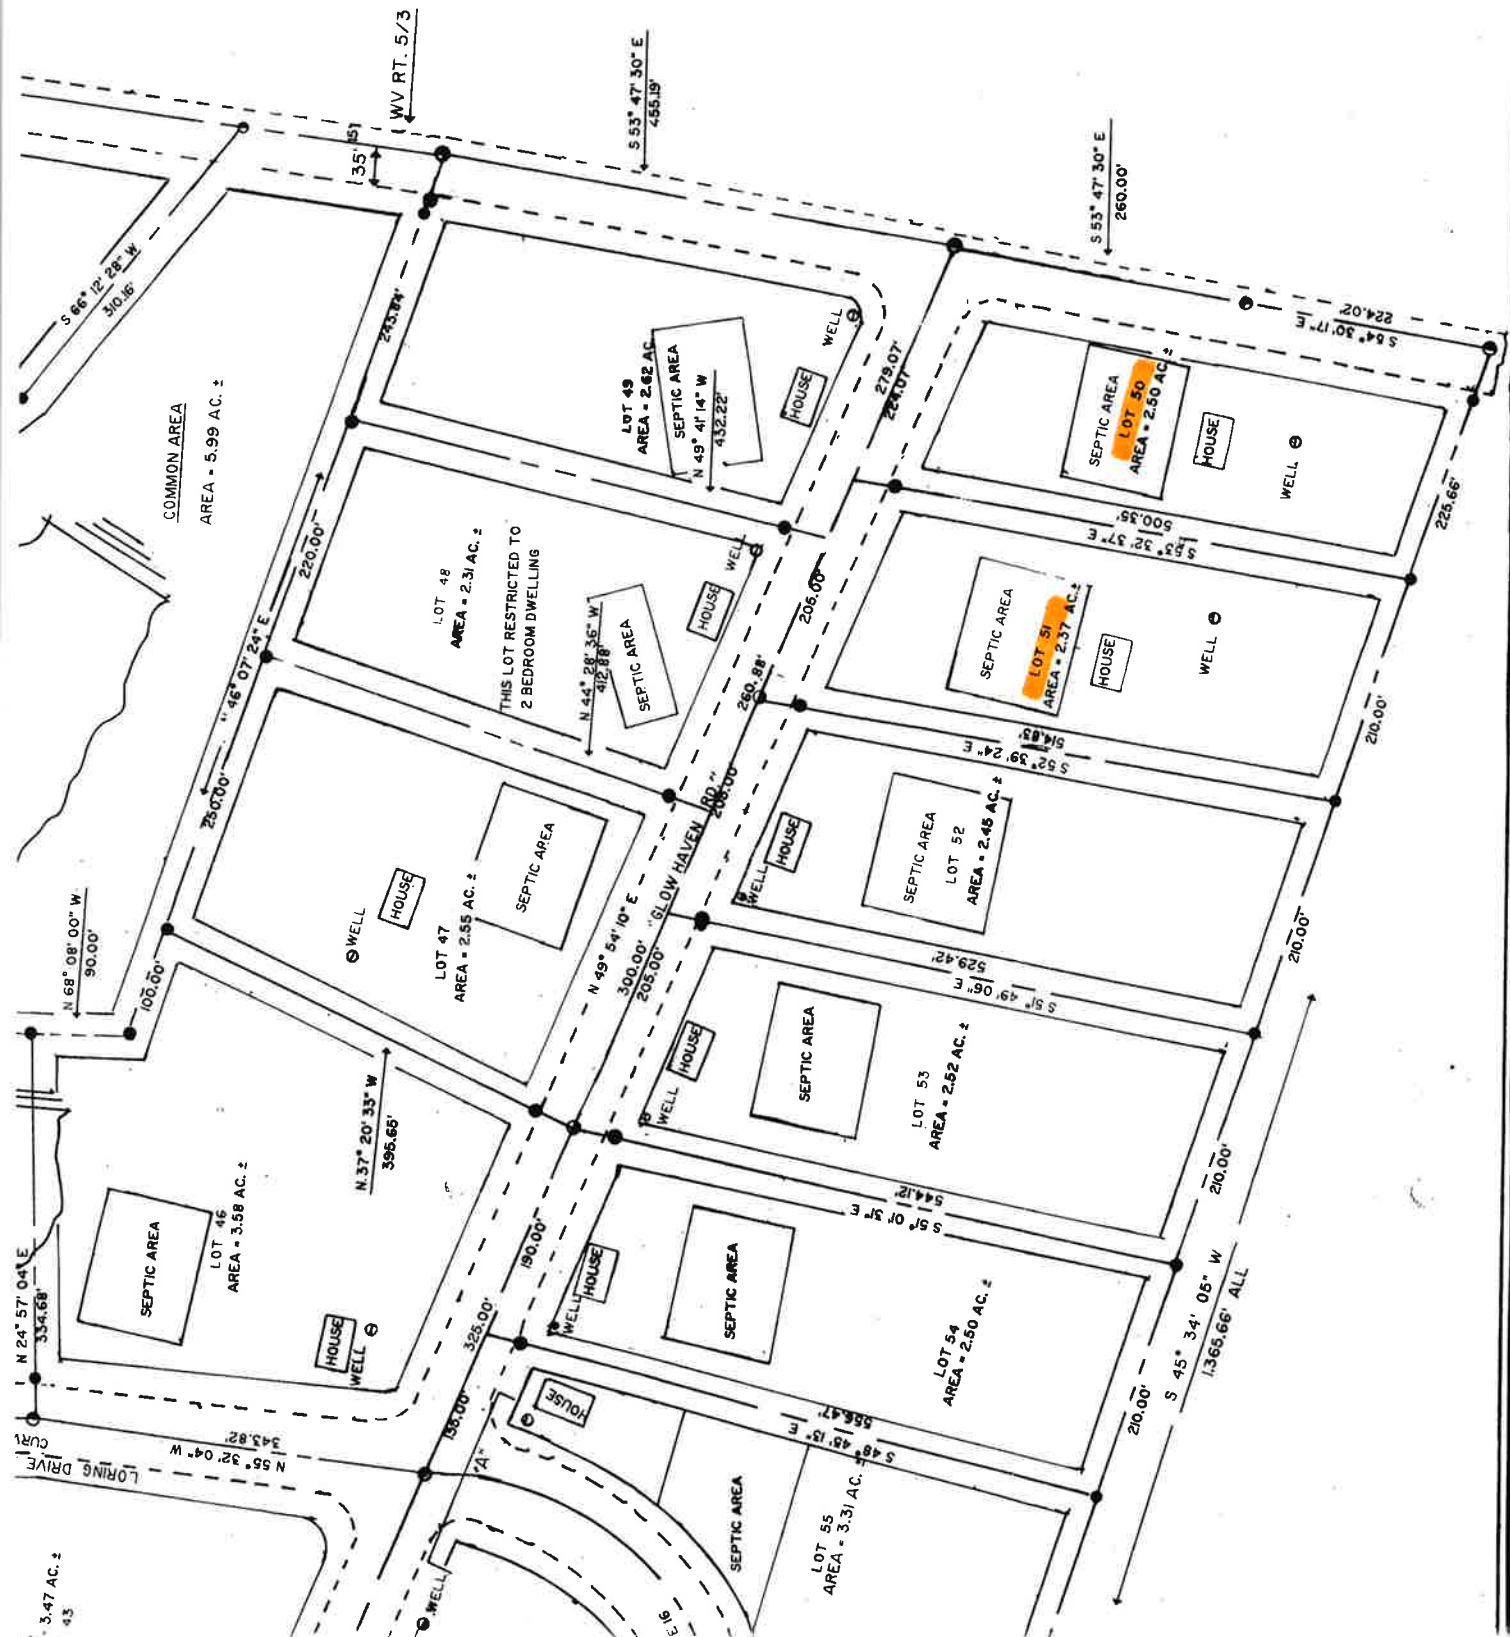 WV RT. 5/3
S 53° 47' 30" E
455.19'
S 53° 47' 30" E
260.00'
35'
15'
S 66° 12' 28" W
310.16'
COMMON AREA
AREA = 5.99 AC. ±
243.84'
LOT 49
AREA = 2.62 AC.
SEPTIC AREA
N 49° 41' 14" W
432.22'
HOUSE
WELL
279.07'
224.07'
S 54° 30' 17" E
224.02'
SEPTIC AREA
LOT 50
AREA = 2.50 AC. ±
HOUSE
WELL
225.66'
500.35'
S 53° 32' 37" E
220.00'
46° 07' 24" E
250.00'
LOT 48
AREA = 2.31 AC. ±
THIS LOT RESTRICTED TO
2 BEDROOM DWELLING
N 44° 28' 36" W
412.88'
SEPTIC AREA
HOUSE
WELL
205.00'
260.88'
SEPTIC AREA
LOT 51
AREA = 2.37 AC. ±
HOUSE
WELL
210.00'
514.83'
S 52° 39' 24" E
"GLOW HAVEN RD."
205.00'
N 49° 54' 10" E
300.00'
205.00'
HOUSE
WELL
SEPTIC AREA
LOT 52
AREA = 2.45 AC. ±
210.00'
529.42'
S 51° 49' 06" E
N 68° 08' 00" W
90.00'
100.00'
WELL
HOUSE
LOT 47
AREA = 2.55 AC. ±
SEPTIC AREA
N 37° 20' 33" W
395.65'
HOUSE
WELL
SEPTIC AREA
LOT 53
AREA = 2.52 AC. ±
210.00'
544.12'
S 51° 01' 51" E
S 45° 34' 05" W
1,365.66' ALL
N 24° 57' 04" E
334.68'
SEPTIC AREA
LOT 46
AREA = 3.58 AC. ±
HOUSE
WELL
190.00'
325.00'
135.00'
HOUSE
WELL
SEPTIC AREA
LOT 54
AREA = 2.50 AC. ±
210.00'
556.47'
S 49° 45' 13" E
N 55° 32' 04" W
343.82'
LORING DRIVE
CURV
"A"
HOUSE
SEPTIC AREA
LOT 55
AREA = 3.31 AC.
WELL
3.47 AC. ±
43
E 16